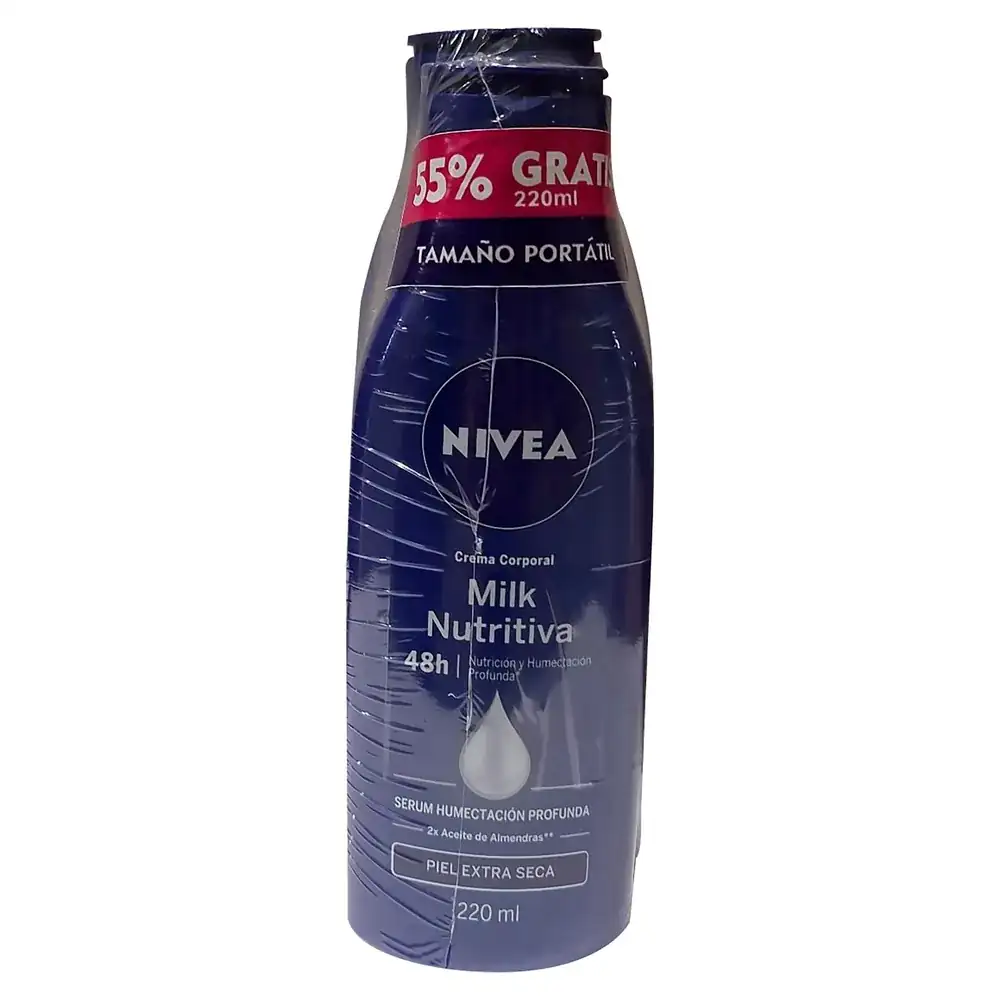 55% GRATIS
220ml
TAMAÑO PORTÁTIL
NIVEA
Crema Corporal
Milk
Nutritiva
48h | Nutrición y Humectación
Profunda*
SERUM HUMECTACIÓN PROFUNDA
2x Aceite de Almendras**
PIEL EXTRA SECA
220 ml